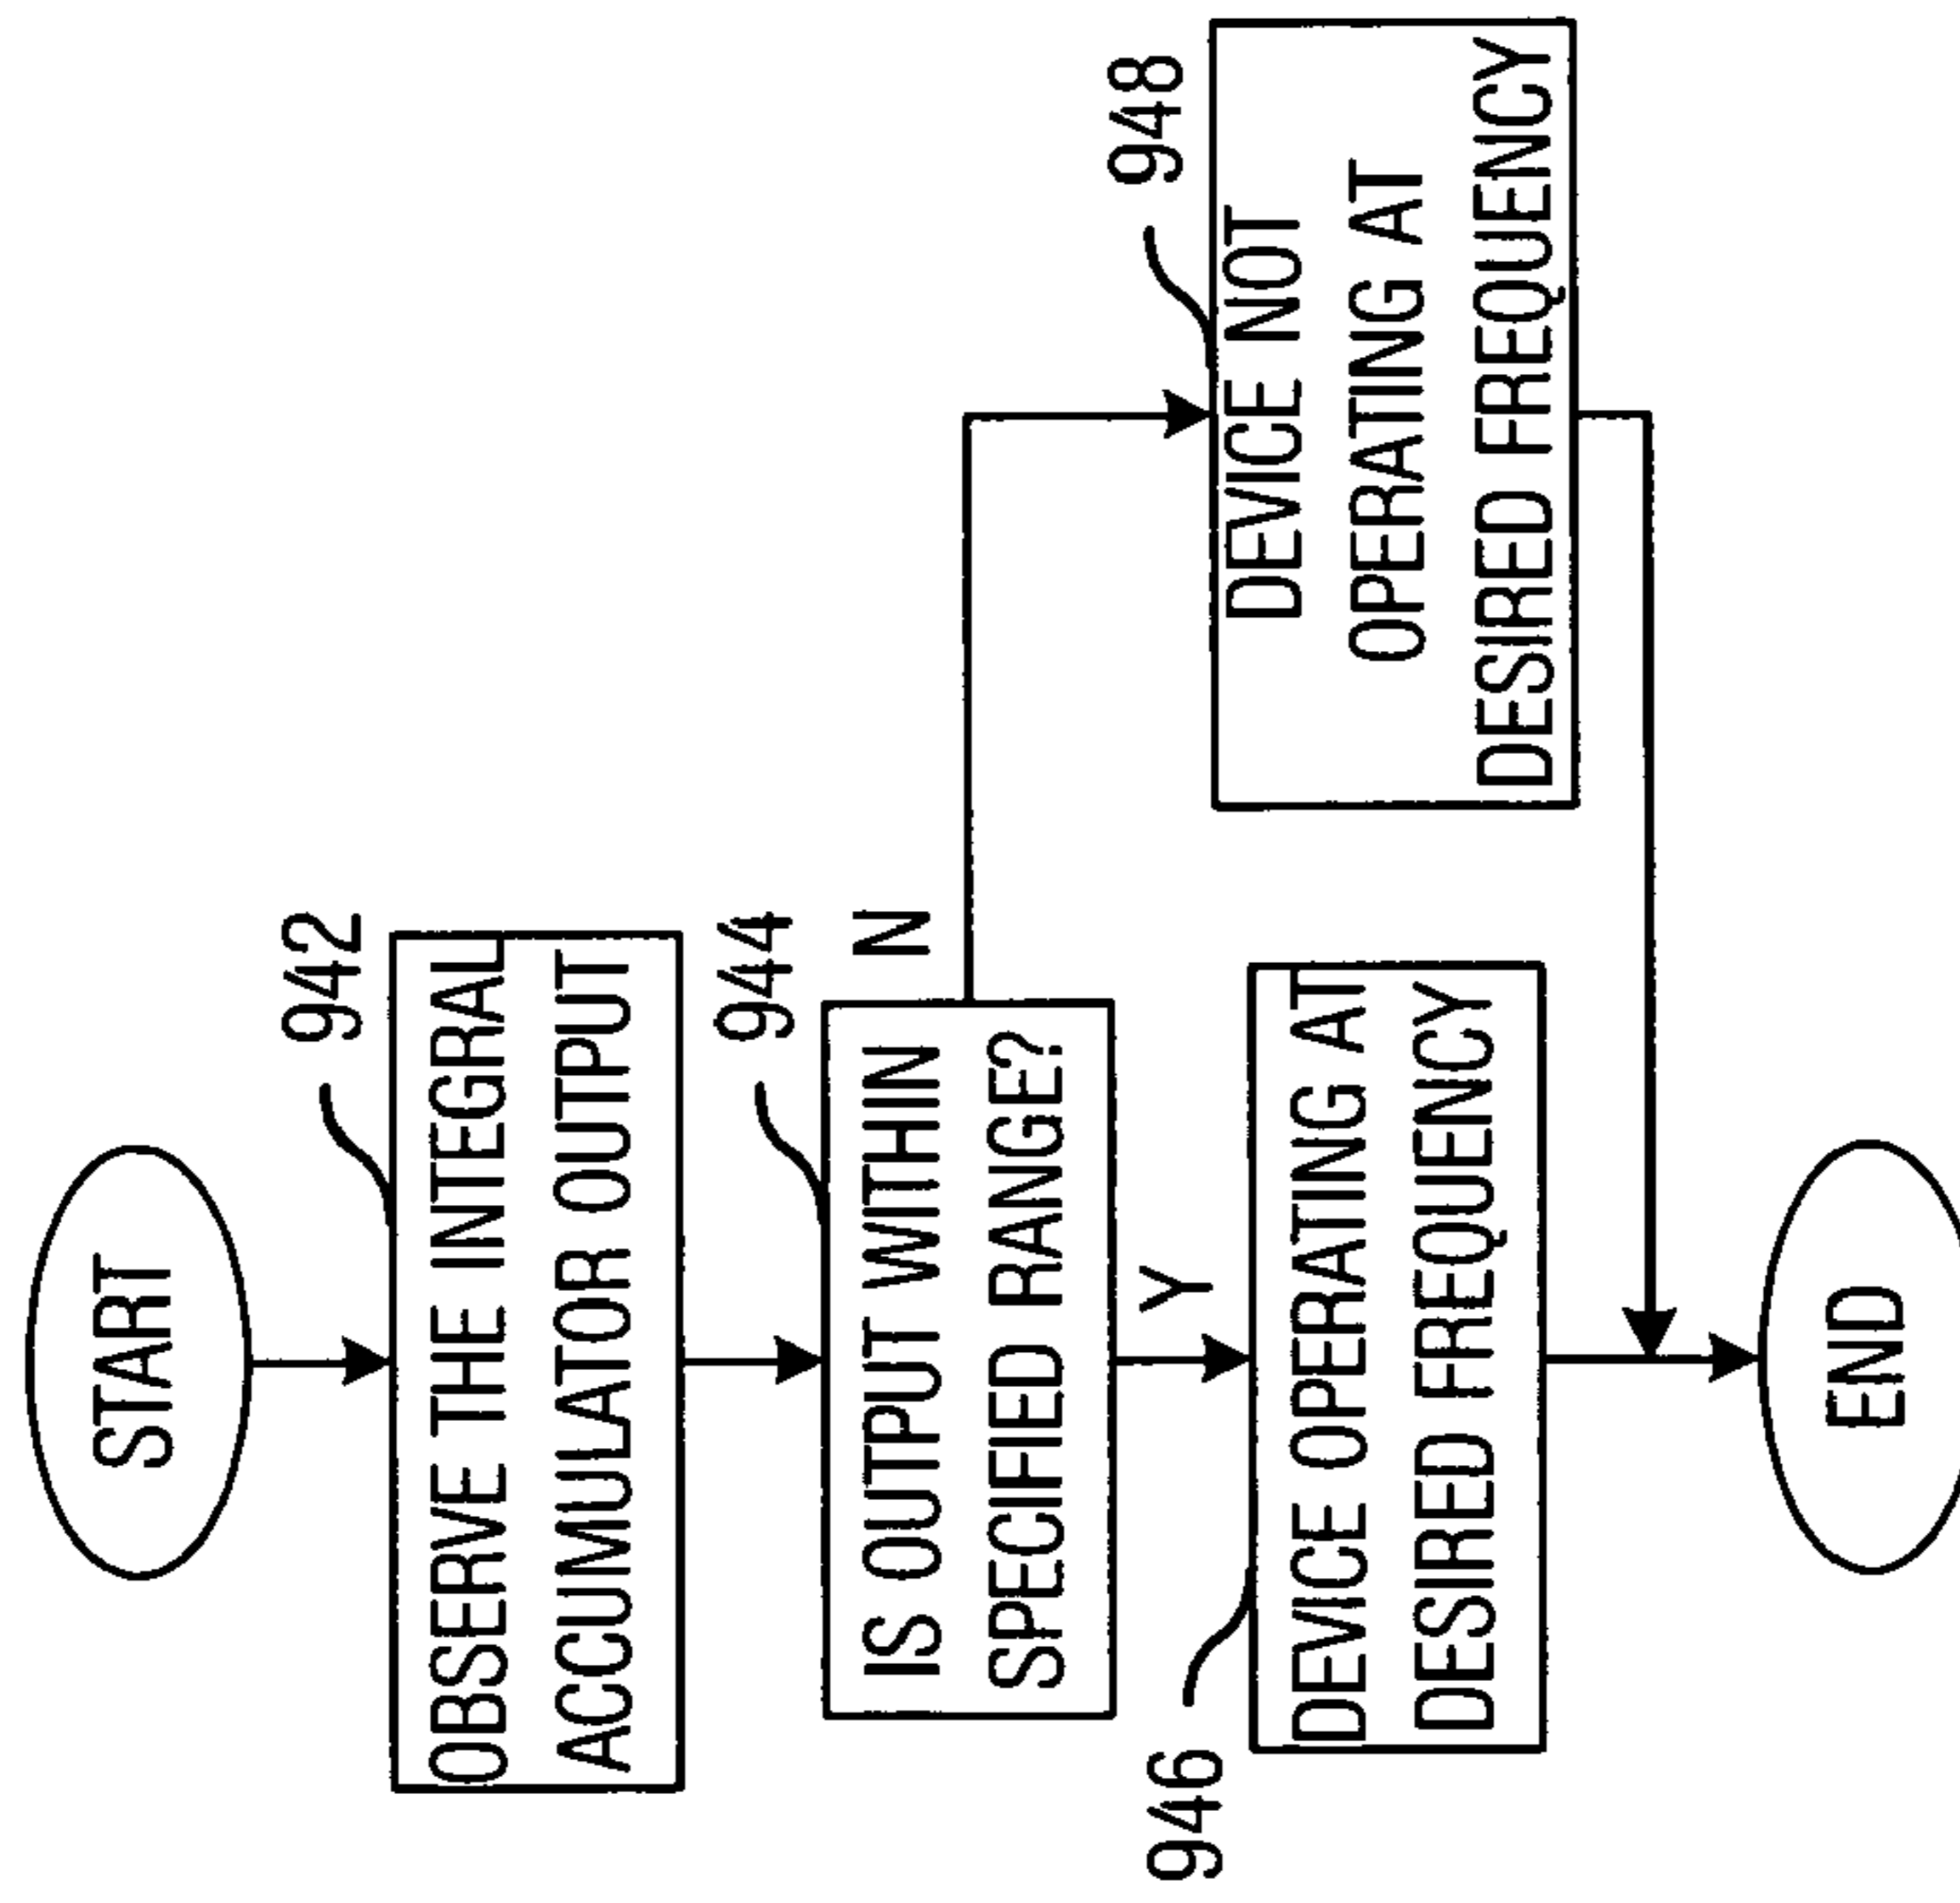 START
942
OBSERVE THE INTEGRAL
ACCUMULATOR OUTPUT
944
IS OUTPUT WITHIN
SPECIFIED RANGE?
N
Y
946
DEVICE OPERATING AT
DESIRED FREQUENCY
948
DEVICE NOT
OPERATING AT
DESIRED FREQUENCY
END